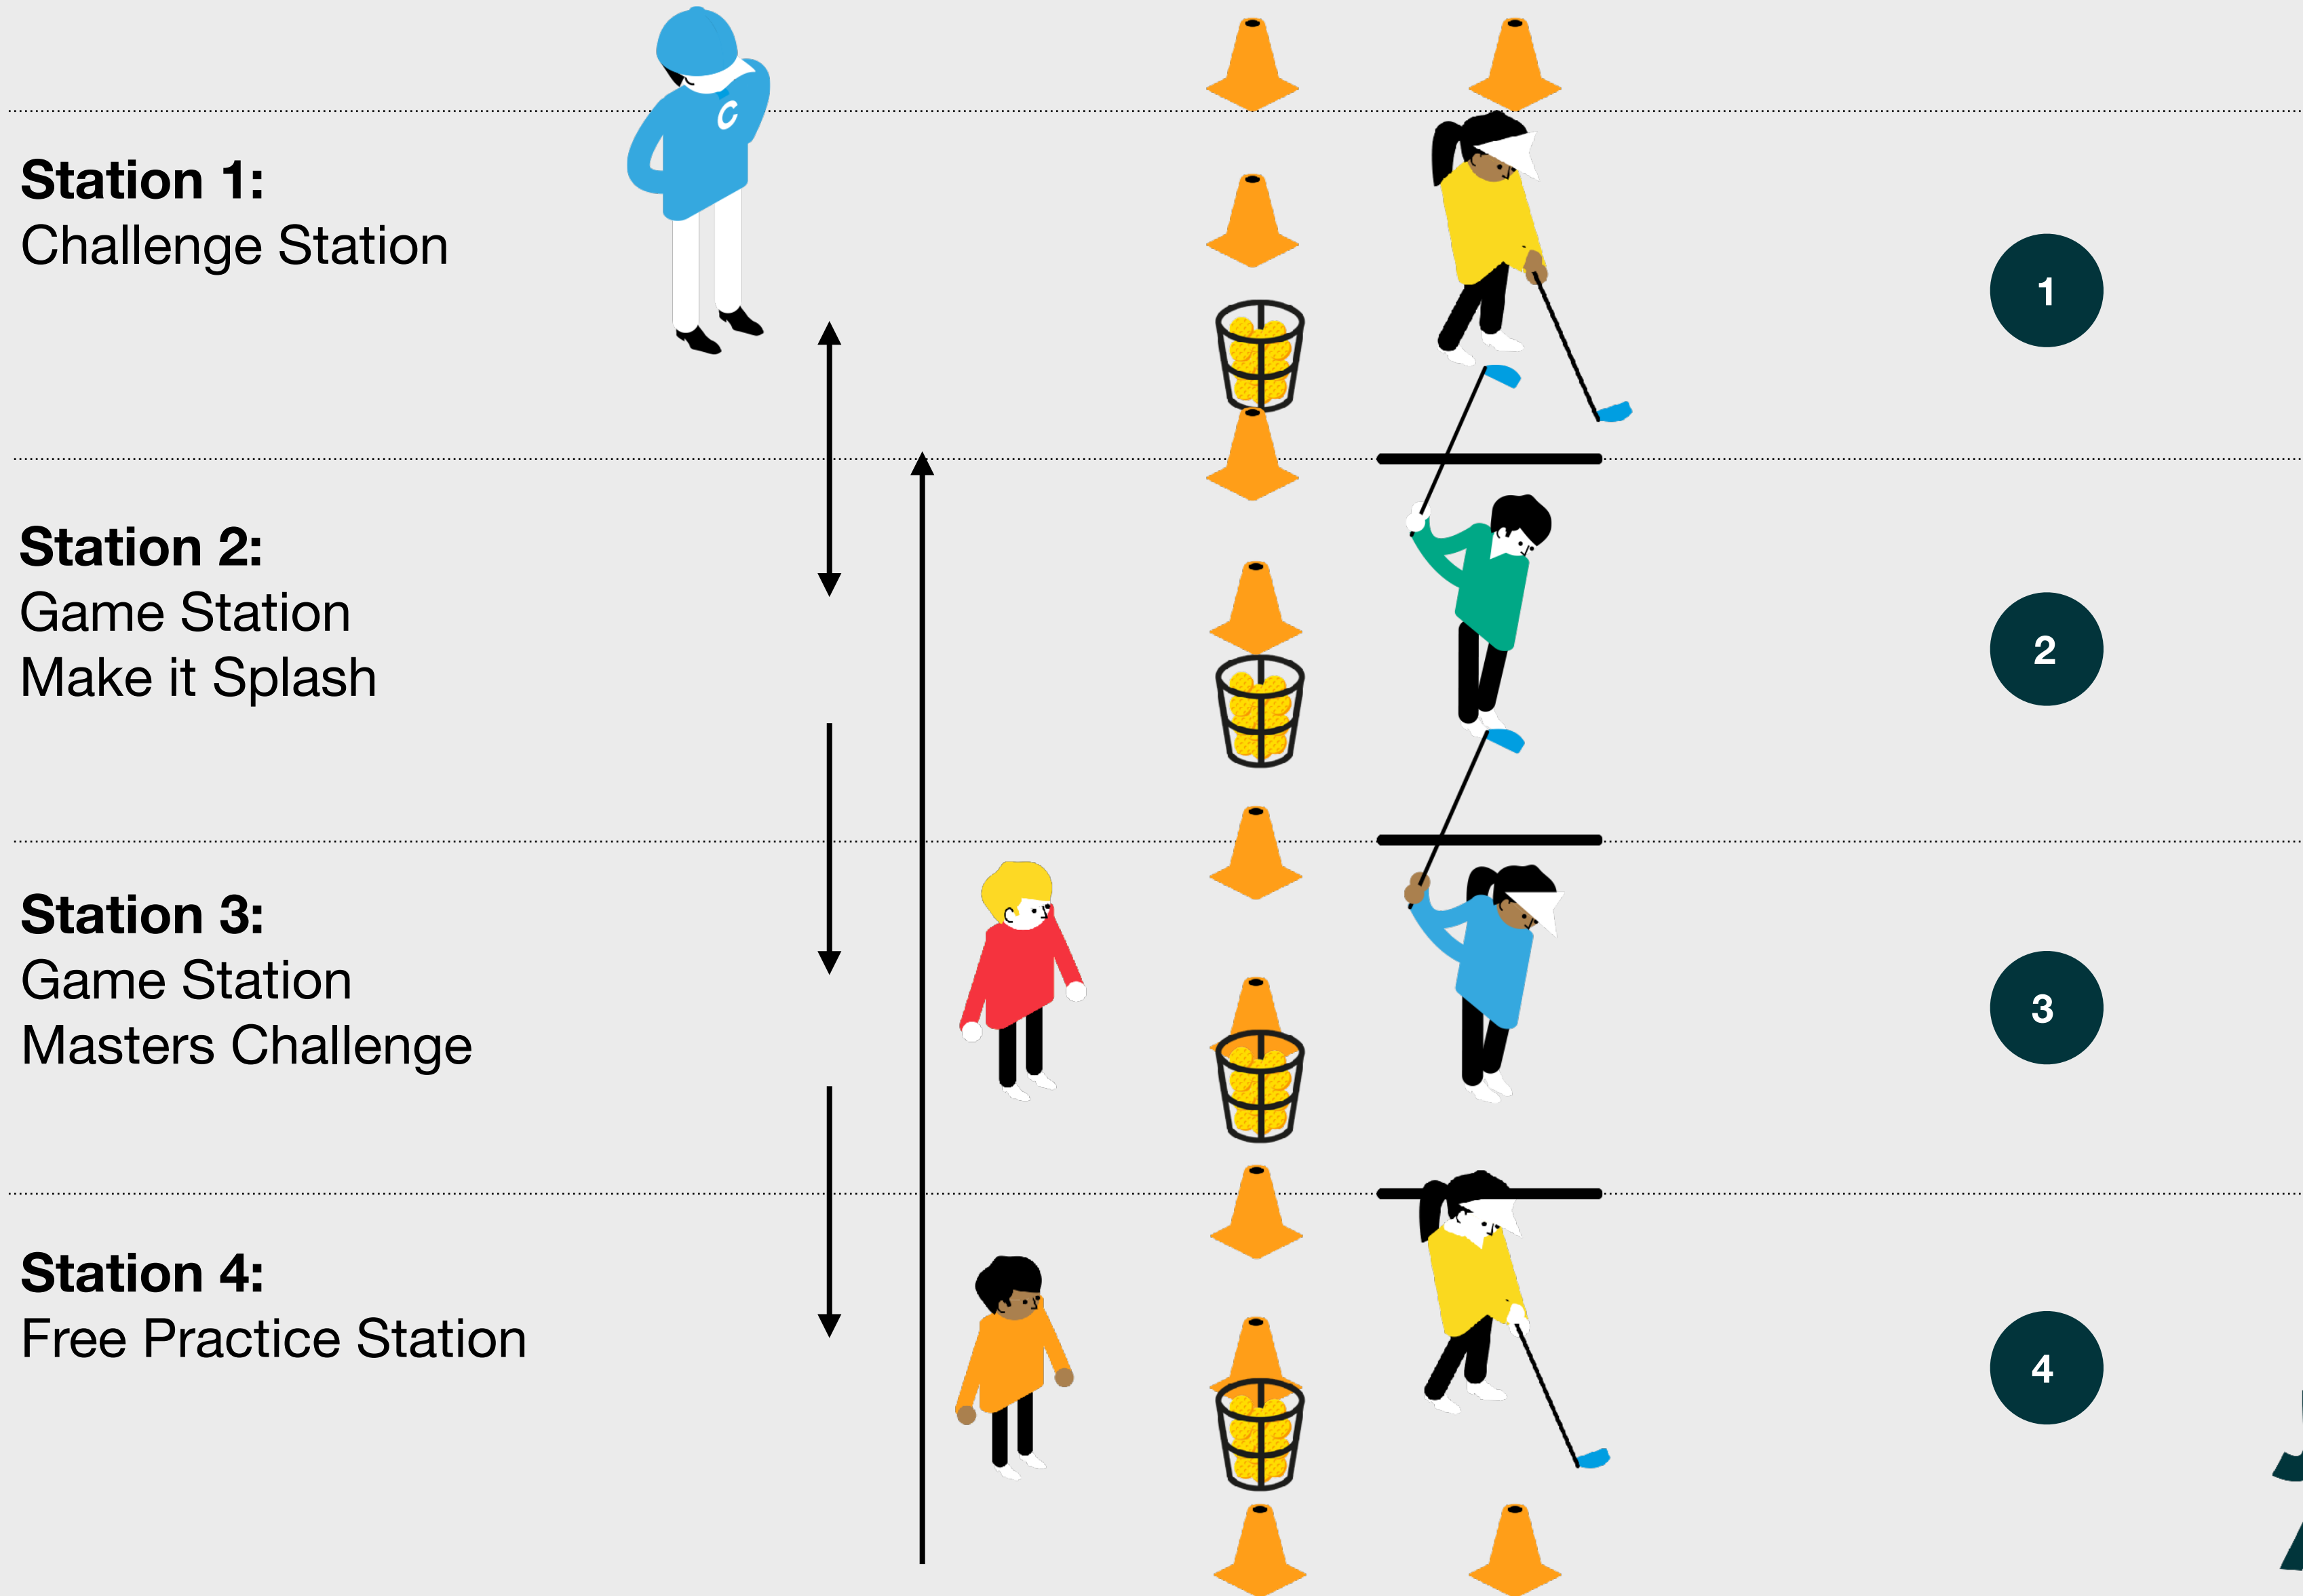 C
Station 1:
Challenge Station
1
Station 2:
Game Station
Make it Splash
2
Station 3:
Game Station
Masters Challenge
3
Station 4:
Free Practice Station
4